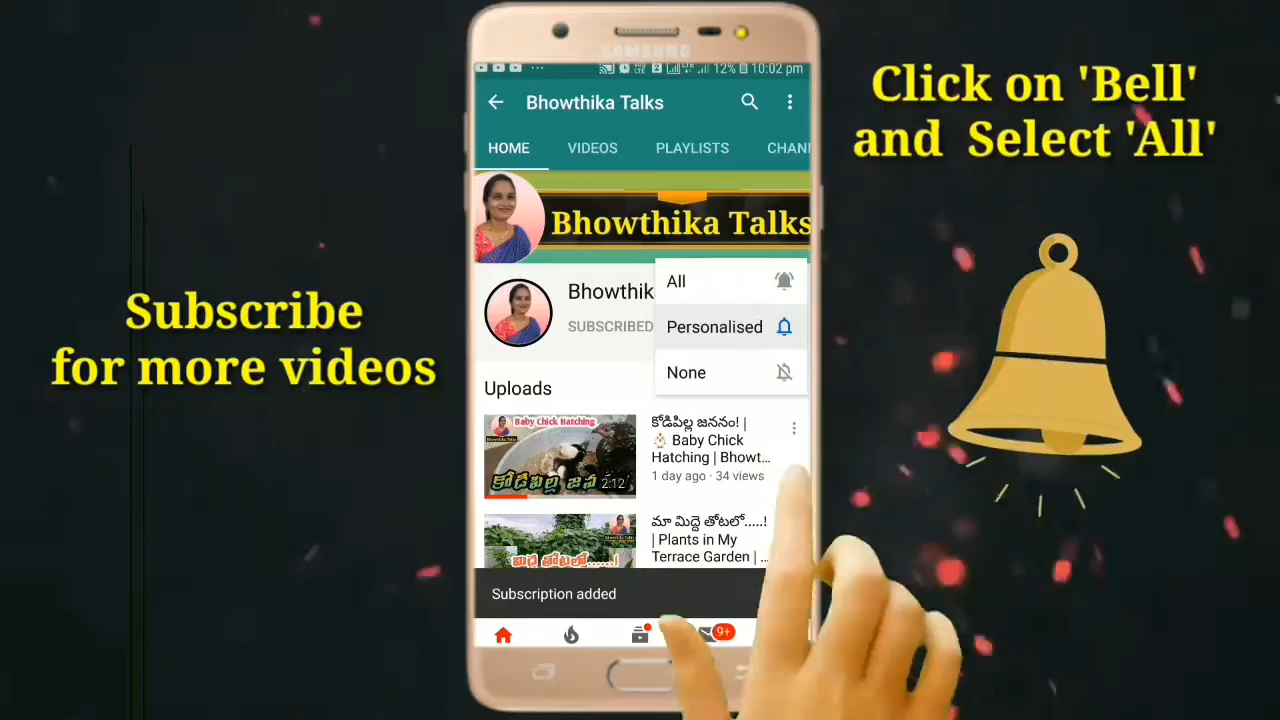 SAMSUNG
12% 10:02 pm
Bhowthika Talks
HOME VIDEOS PLAYLISTS CHAN
Bhowthika Talks
Bhowthik
SUBSCRIBED
All
Personalised
None
Uploads
Baby Chick Hatching
2:12
కోడిపిల్ల జననం! |
Baby Chick
Hatching | Bhowt...
1 day ago · 34 views
మా మిద్దె తోటలో.....!
| Plants in My
Terrace Garden | ...
Subscription added
9+
Subscribe
for more videos
Click on 'Bell'
and Select 'All'